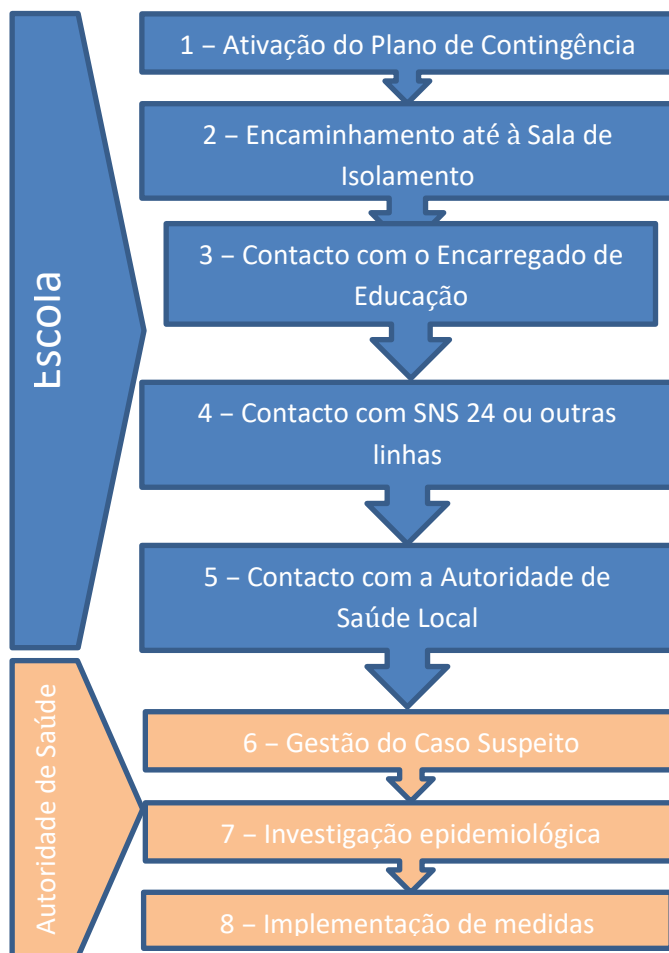 Escola
1 – Ativação do Plano de Contingência
2 – Encaminhamento até à Sala de
Isolamento
3 – Contacto com o Encarregado de
Educação
4 – Contacto com SNS 24 ou outras
linhas
5 – Contacto com a Autoridade de
Saúde Local
Autoridade de Saúde
6 – Gestão do Caso Suspeito
7 – Investigação epidemiológica
8 – Implementação de medidas